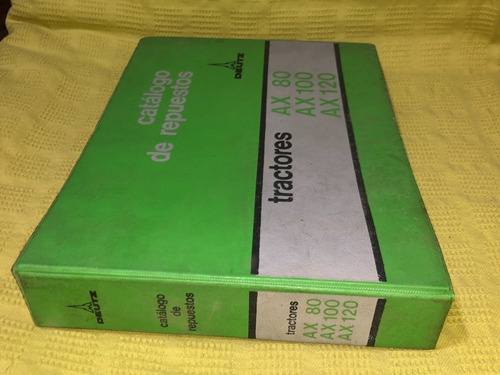 catálogo
de repuestos
DEUTZ
tractores AX 80
AX 100
AX 120
DEUTZ
catálogo
de
repuestos
tractores
AX 80
AX 100
AX 120